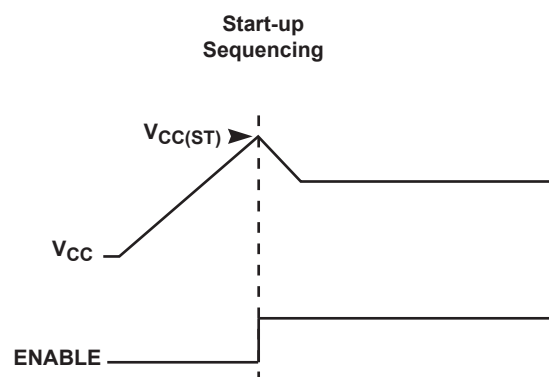 Start-up
Sequencing
VCC(ST)
VCC
ENABLE